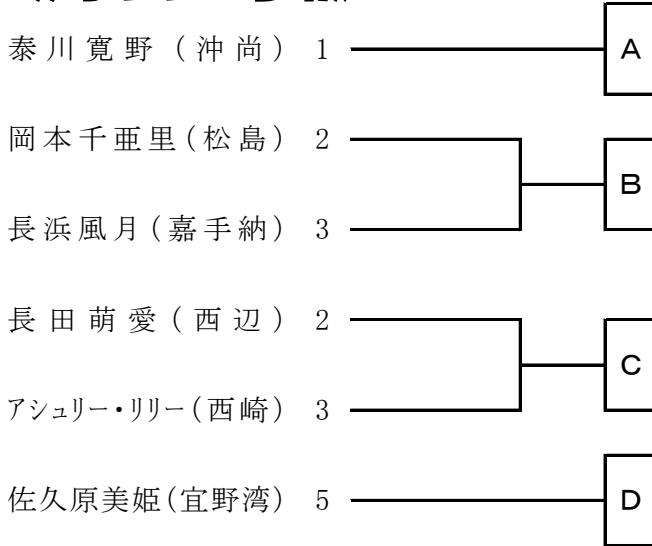 泰川寛野(沖尚) 1 A
岡本千亜里(松島) 2
B
長浜風月(嘉手納) 3
長田萌愛(西辺) 2
C
アシュリー・リリー(西崎) 3
佐久原美姫(宜野湾) 5 D